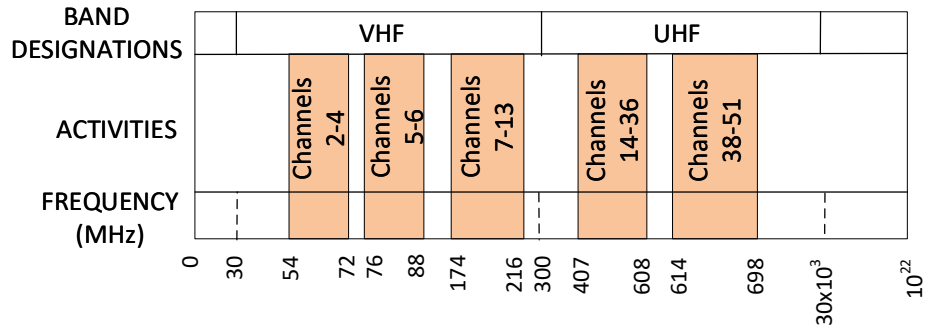 BAND
DESIGNATIONS
VHF
UHF
ACTIVITIES
Channels
2-4
Channels
5-6
Channels
7-13
Channels
14-36
Channels
38-51
FREQUENCY
(MHz)
0
30
54
72
76
88
174
216
300
407
608
614
698
30x10³
10²²